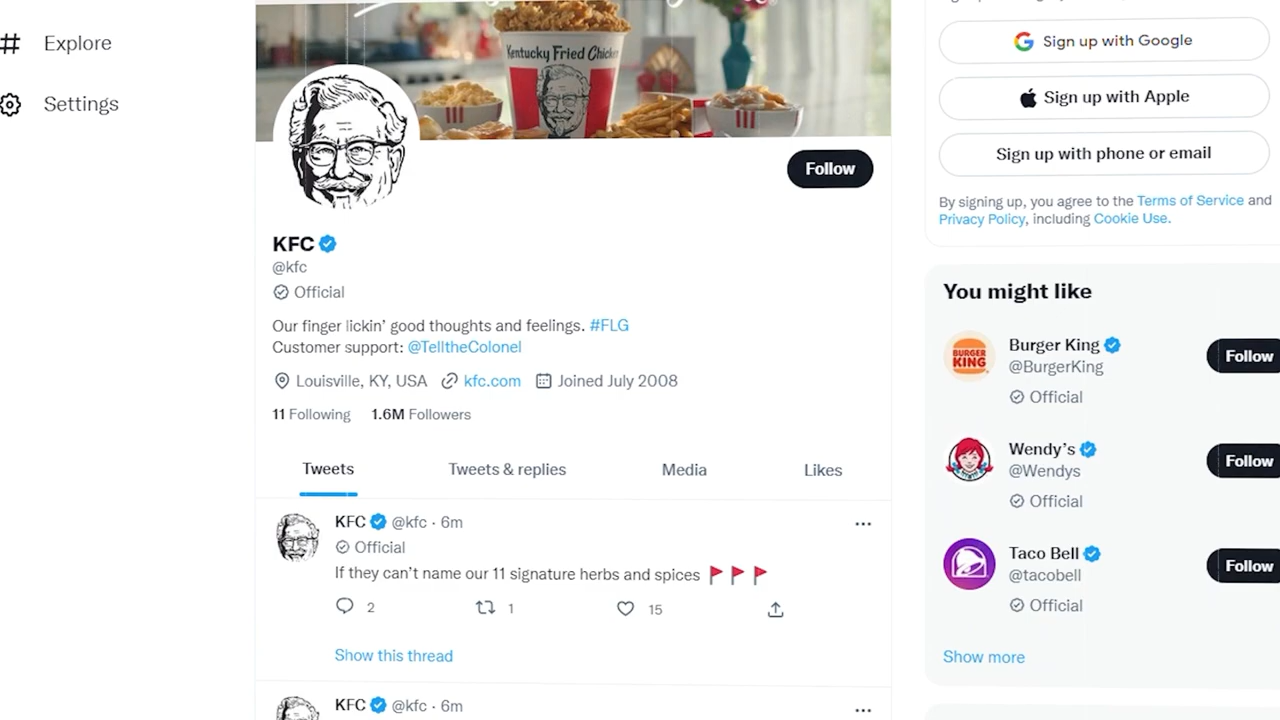 Explore
Settings
Kentucky Fried Chicken
Follow
KFC
@kfc
Official
Our finger lickin' good thoughts and feelings. #FLG
Customer support: @TelltheColonel
Louisville, KY, USA kfc.com Joined July 2008
11 Following 1.6M Followers
Tweets Tweets & replies Media Likes
KFC @kfc · 6m
Official
If they can't name our 11 signature herbs and spices 🚩🚩🚩
2 1 15
Show this thread
KFC @kfc · 6m
Sign up with Google
Sign up with Apple
Sign up with phone or email
By signing up, you agree to the Terms of Service and
Privacy Policy, including Cookie Use.
You might like
BURGER
KING
Burger King
@BurgerKing
Official
Follow
Wendy's
@Wendys
Official
Follow
Taco Bell
@tacobell
Official
Follow
Show more